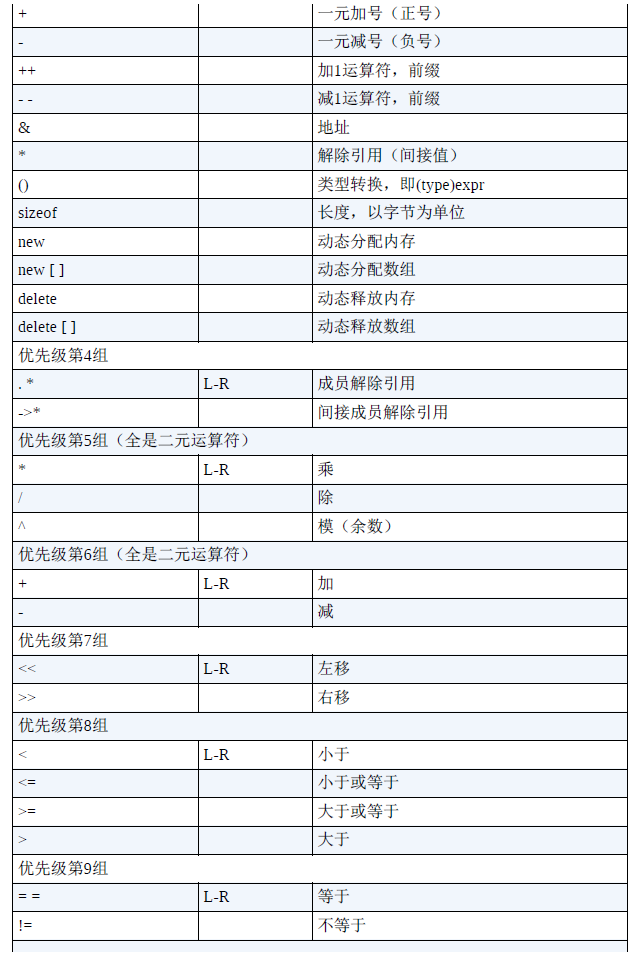 + 一元加号（正号）
- 一元减号（负号）
++ 加1运算符，前缀
- - 减1运算符，前缀
& 地址
* 解除引用（间接值）
() 类型转换，即(type)expr
sizeof 长度，以字节为单位
new 动态分配内存
new [ ] 动态分配数组
delete 动态释放内存
delete [ ] 动态释放数组
优先级第4组
. * L-R 成员解除引用
->* 间接成员解除引用
优先级第5组（全是二元运算符）
* L-R 乘
/ 除
^ 模（余数）
优先级第6组（全是二元运算符）
+ L-R 加
- 减
优先级第7组
<< L-R 左移
>> 右移
优先级第8组
< L-R 小于
<= 小于或等于
>= 大于或等于
> 大于
优先级第9组
= = L-R 等于
!= 不等于